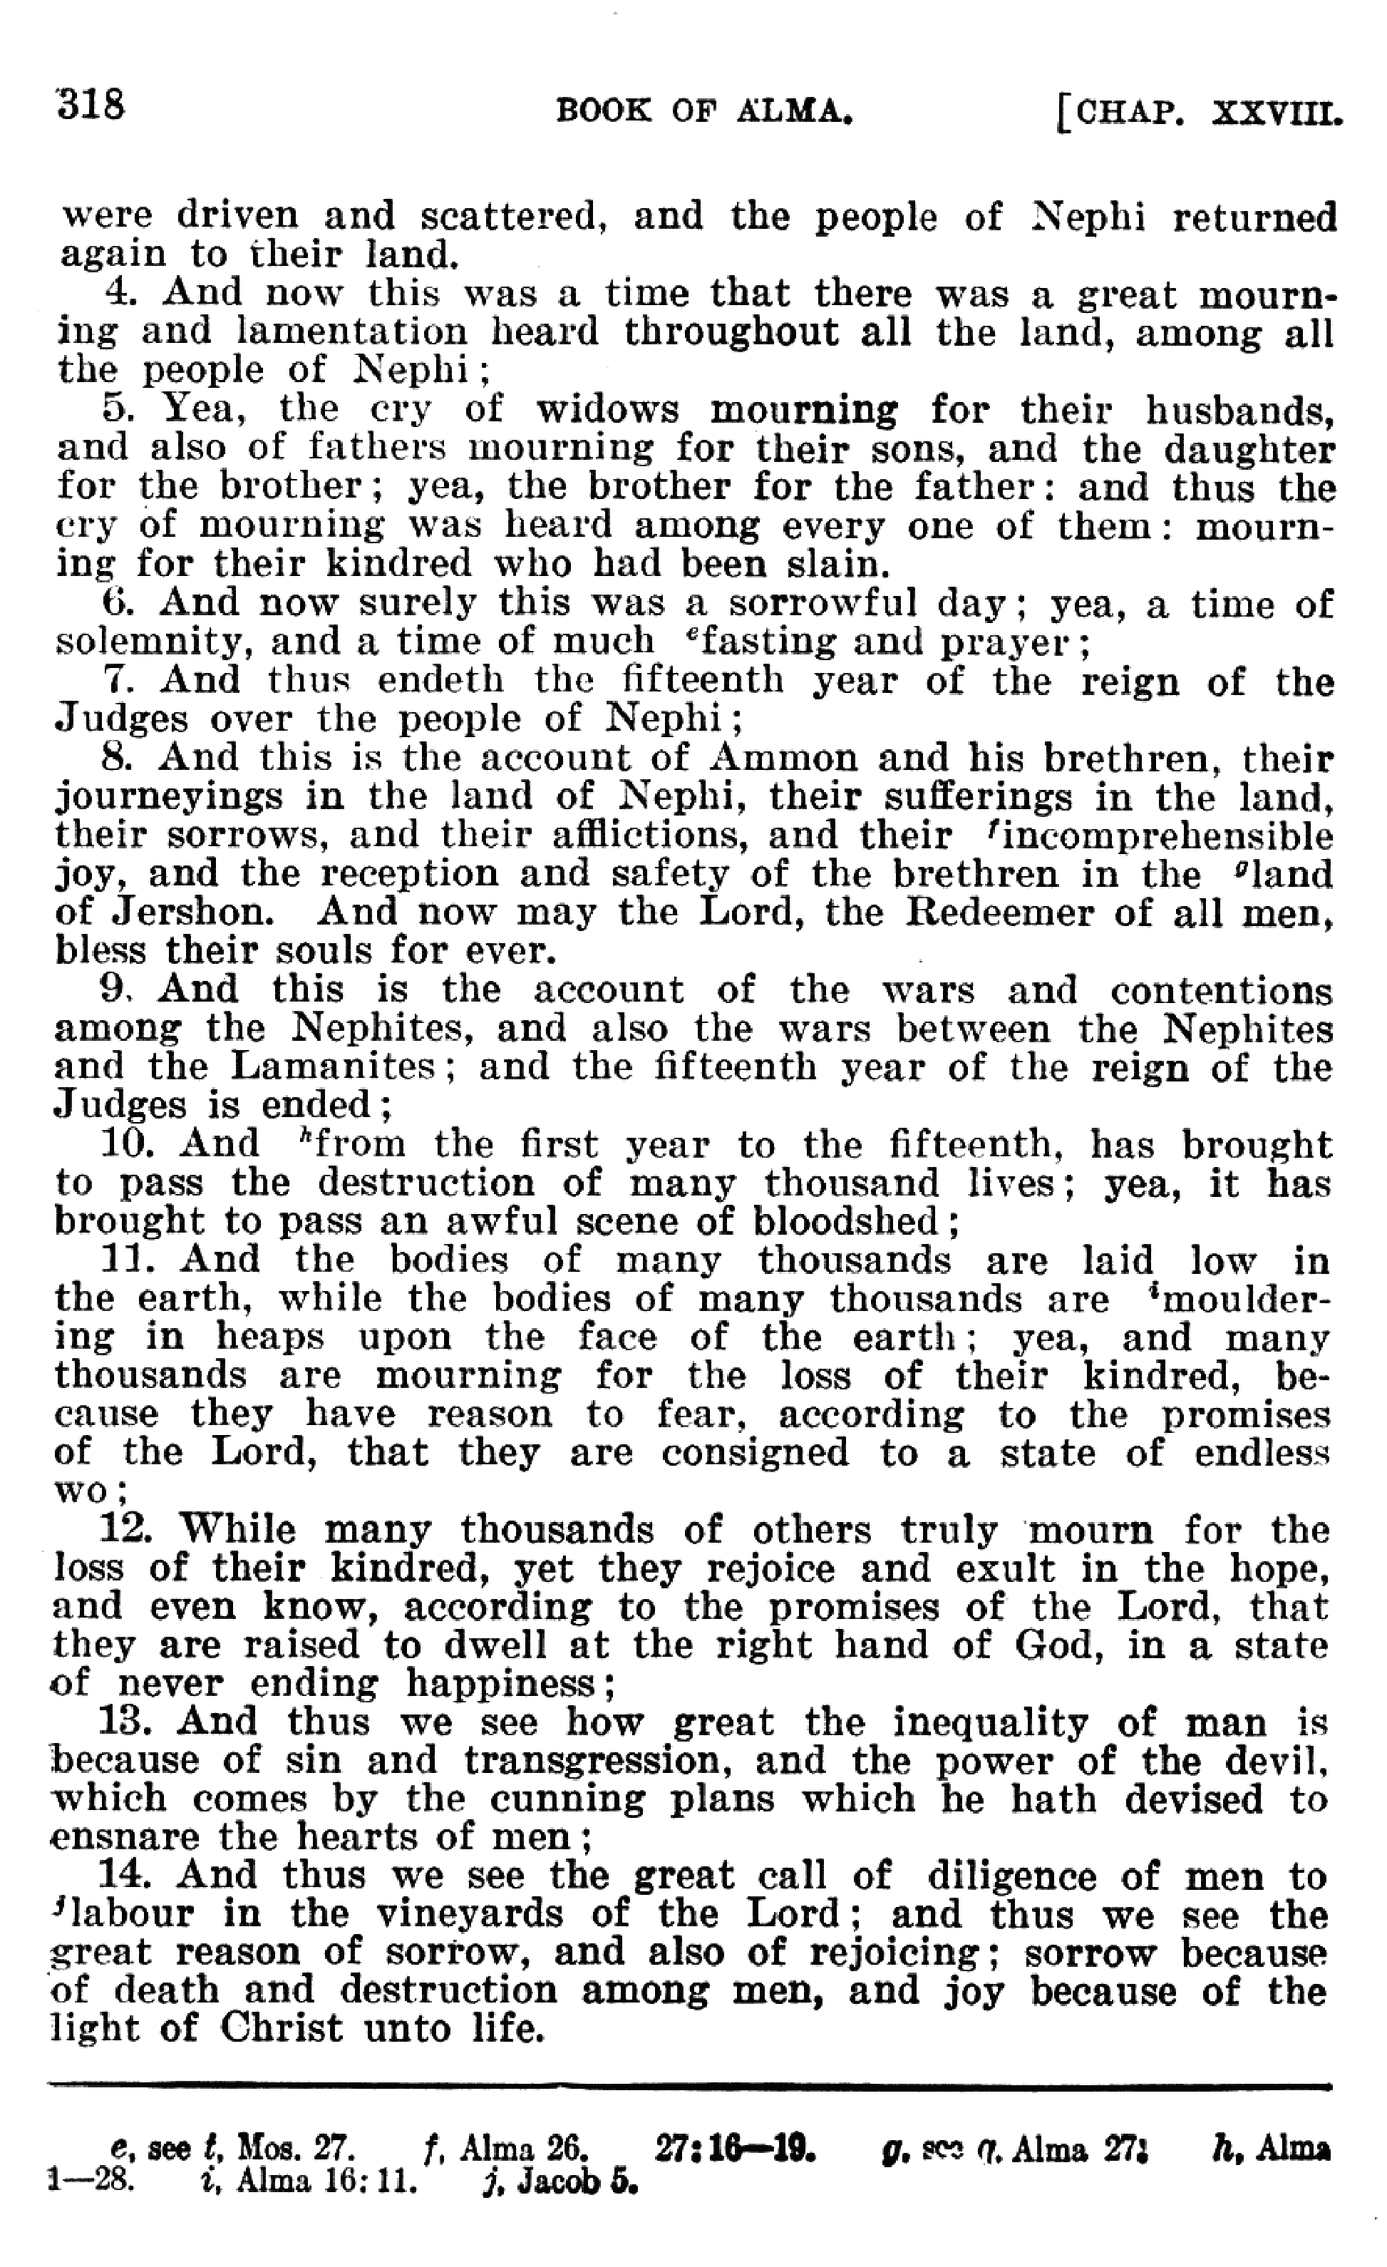 318 BOOK OF ALMA. [CHAP. XXVIII.
were driven and scattered, and the people of Nephi returned
again to their land.
4. And now this was a time that there was a great mourn-
ing and lamentation heard throughout all the land, among all
the people of Nephi;
5. Yea, the cry of widows mourning for their husbands,
and also of fathers mourning for their sons, and the daughter
for the brother; yea, the brother for the father: and thus the
cry of mourning was heard among every one of them: mourn-
ing for their kindred who had been slain.
6. And now surely this was a sorrowful day; yea, a time of
solemnity, and a time of much ᵉfasting and prayer;
7. And thus endeth the fifteenth year of the reign of the
Judges over the people of Nephi;
8. And this is the account of Ammon and his brethren, their
journeyings in the land of Nephi, their sufferings in the land,
their sorrows, and their afflictions, and their ᶠincomprehensible
joy, and the reception and safety of the brethren in the ᵍland
of Jershon. And now may the Lord, the Redeemer of all men,
bless their souls for ever.
9. And this is the account of the wars and contentions
among the Nephites, and also the wars between the Nephites
and the Lamanites; and the fifteenth year of the reign of the
Judges is ended;
10. And ʰfrom the first year to the fifteenth, has brought
to pass the destruction of many thousand lives; yea, it has
brought to pass an awful scene of bloodshed;
11. And the bodies of many thousands are laid low in
the earth, while the bodies of many thousands are ⁱmoulder-
ing in heaps upon the face of the earth; yea, and many
thousands are mourning for the loss of their kindred, be-
cause they have reason to fear, according to the promises
of the Lord, that they are consigned to a state of endless
wo;
12. While many thousands of others truly mourn for the
loss of their kindred, yet they rejoice and exult in the hope,
and even know, according to the promises of the Lord, that
they are raised to dwell at the right hand of God, in a state
of never ending happiness;
13. And thus we see how great the inequality of man is
because of sin and transgression, and the power of the devil,
which comes by the cunning plans which he hath devised to
ensnare the hearts of men;
14. And thus we see the great call of diligence of men to
ʲlabour in the vineyards of the Lord; and thus we see the
great reason of sorrow, and also of rejoicing; sorrow because
of death and destruction among men, and joy because of the
light of Christ unto life.
e, see t, Mos. 27. f, Alma 26. 27:16—19. g, see q, Alma 27; h, Alma
1—28. i, Alma 16:11. j, Jacob 5.